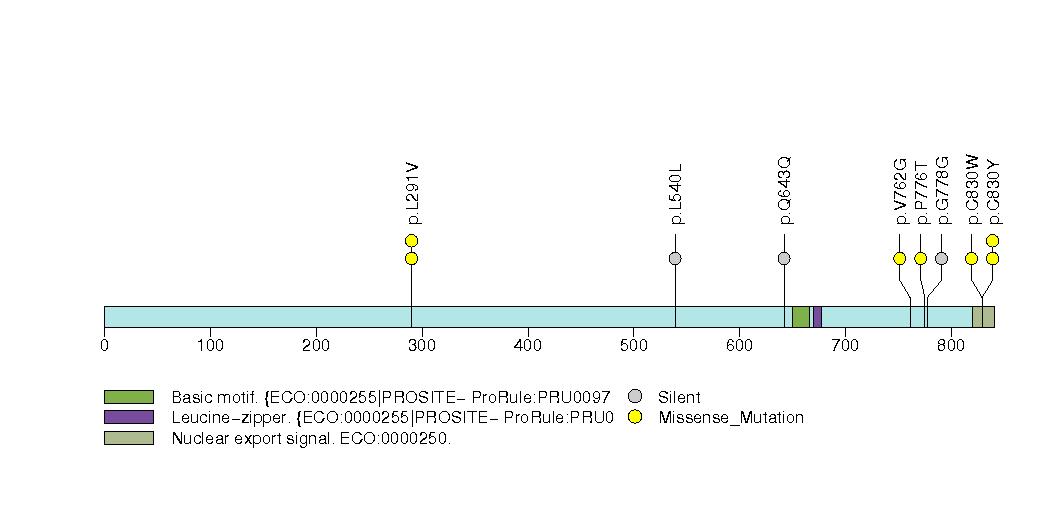 p.L291V
p.L540L
p.Q643Q
p.V762G
p.P776T
p.G778G
p.C830W
p.C830Y
0 100 200 300 400 500 600 700 800
Basic motif. {ECO:0000255|PROSITE− ProRule:PRU0097
Silent
Leucine−zipper. {ECO:0000255|PROSITE− ProRule:PRU0
Missense_Mutation
Nuclear export signal. ECO:0000250.